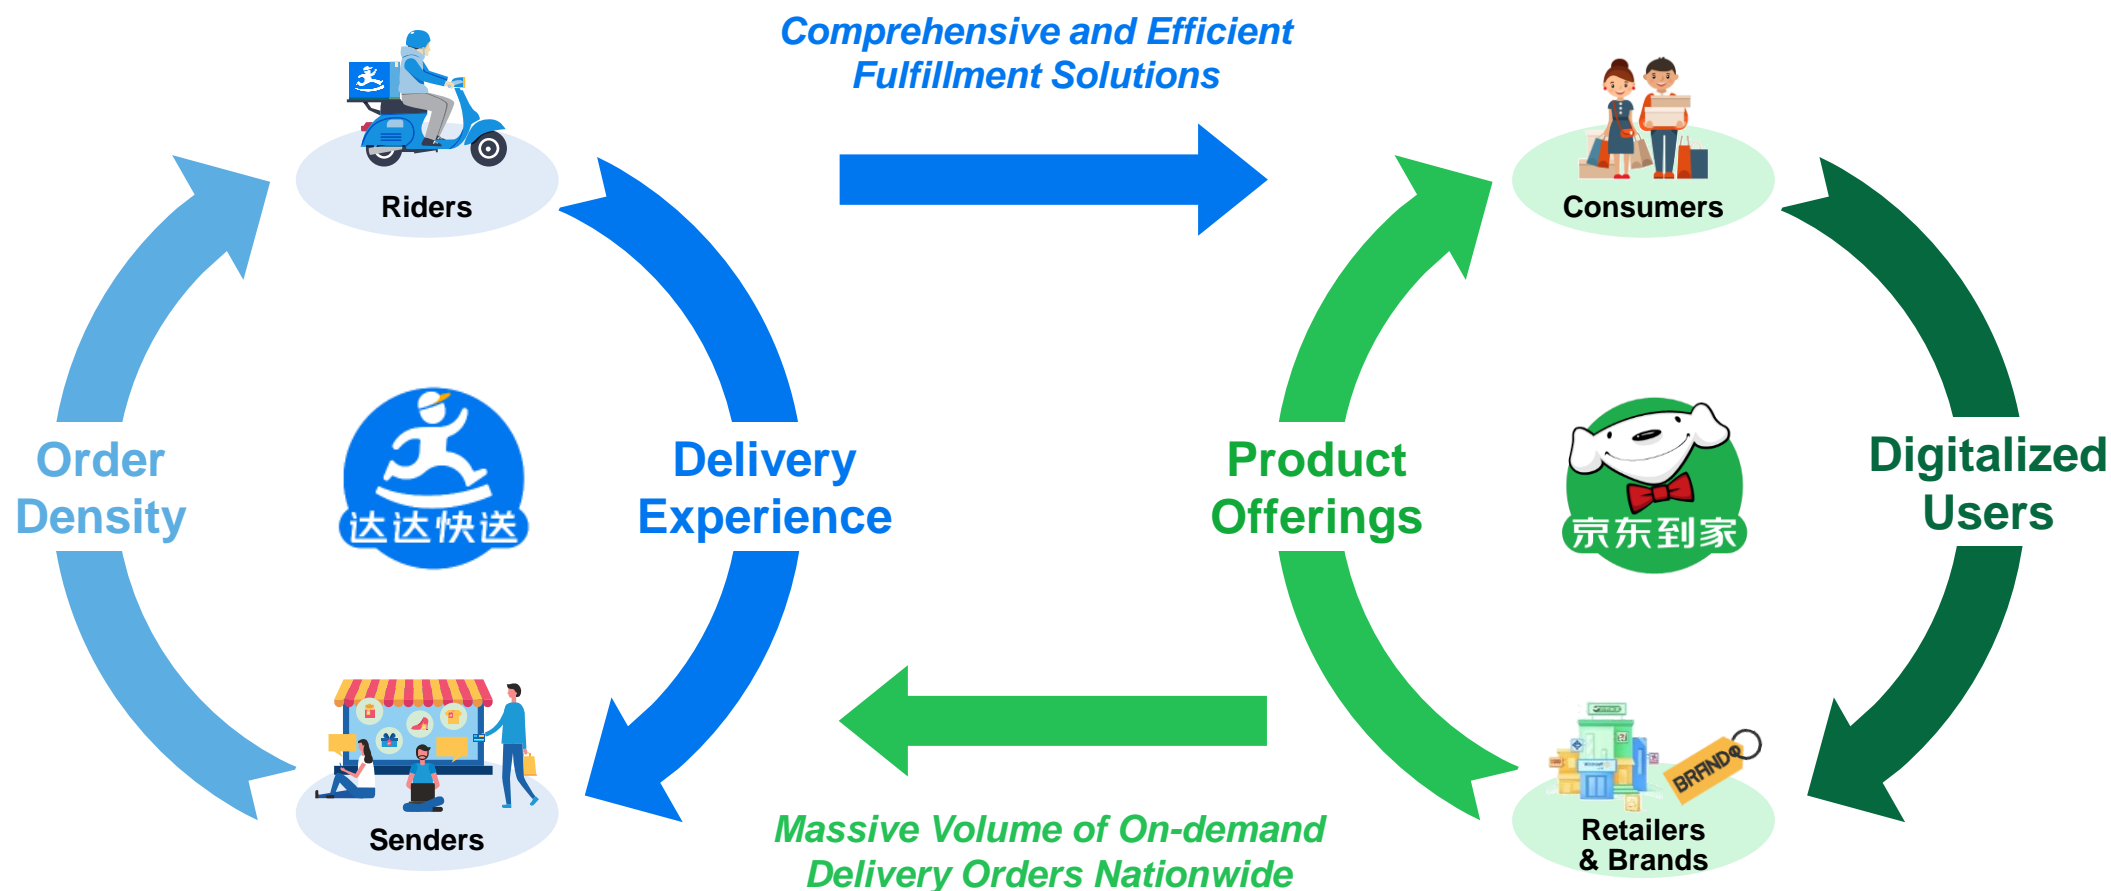 Comprehensive and Efficient
Fulfillment Solutions
Riders
Consumers
Order
Density
达达快送
Delivery
Experience
Product
Offerings
京东到家
Digitalized
Users
Senders
BRAND
Retailers
& Brands
Massive Volume of On-demand
Delivery Orders Nationwide